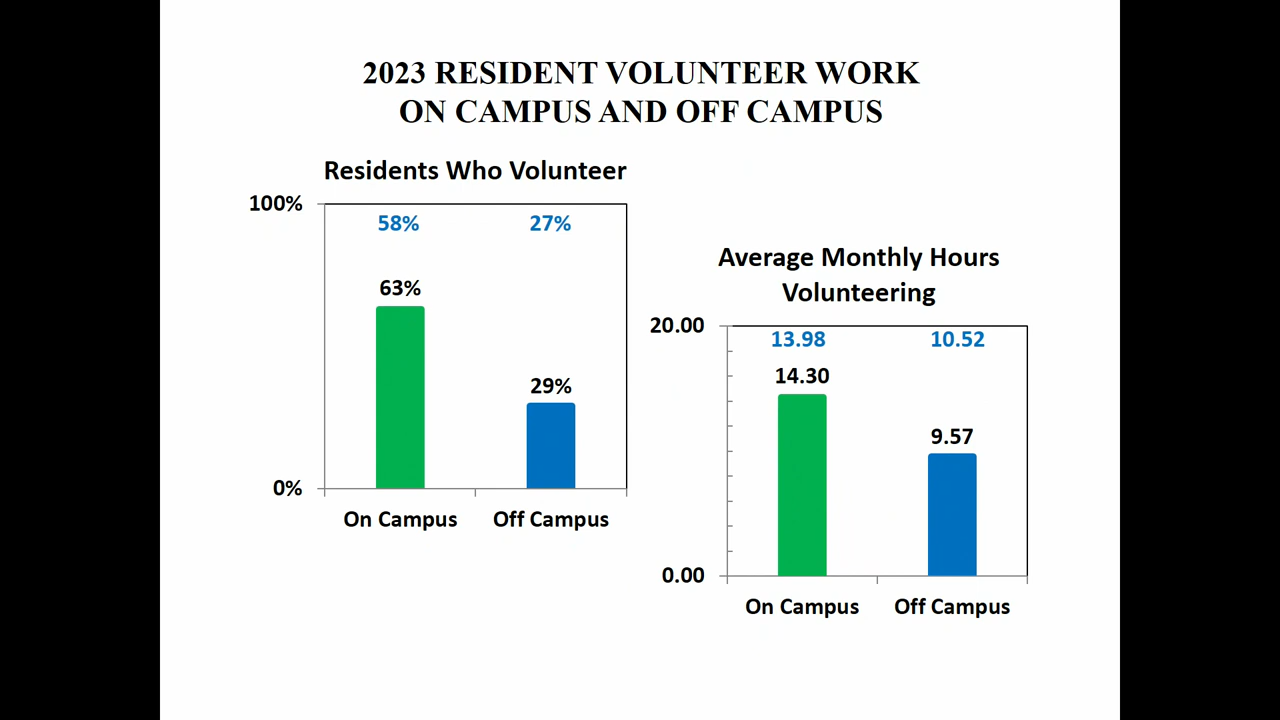 2023 RESIDENT VOLUNTEER WORK
ON CAMPUS AND OFF CAMPUS
Residents Who Volunteer
100%
58% 27%
63%
29%
0%
On Campus Off Campus
Average Monthly Hours
Volunteering
20.00
13.98 10.52
14.30
9.57
0.00
On Campus Off Campus